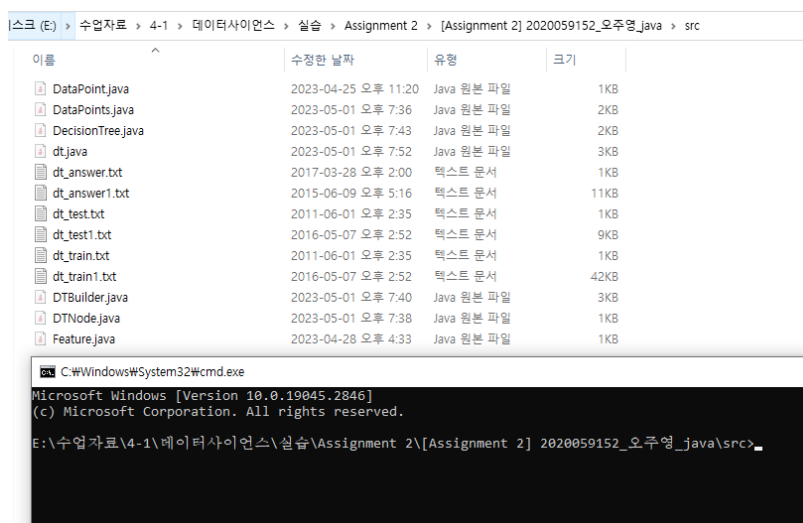 스크 (E:) > 수업자료 > 4-1 > 데이터사이언스 > 실습 > Assignment 2 > [Assignment 2] 2020059152_오주영_java > src
이름 수정한 날짜 유형 크기
DataPoint.java 2023-04-25 오후 11:20 Java 원본 파일 1KB
DataPoints.java 2023-05-01 오후 7:36 Java 원본 파일 2KB
DecisionTree.java 2023-05-01 오후 7:43 Java 원본 파일 2KB
dt.java 2023-05-01 오후 7:52 Java 원본 파일 3KB
dt_answer.txt 2017-03-28 오후 2:00 텍스트 문서 1KB
dt_answer1.txt 2015-06-09 오후 5:16 텍스트 문서 11KB
dt_test.txt 2011-06-01 오후 2:35 텍스트 문서 1KB
dt_test1.txt 2016-05-07 오후 2:52 텍스트 문서 9KB
dt_train.txt 2011-06-01 오후 2:35 텍스트 문서 1KB
dt_train1.txt 2016-05-07 오후 2:52 텍스트 문서 42KB
DTBuilder.java 2023-05-01 오후 7:40 Java 원본 파일 3KB
DTNode.java 2023-05-01 오후 7:38 Java 원본 파일 1KB
Feature.java 2023-04-28 오후 4:33 Java 원본 파일 1KB
C:₩Windows₩System32₩cmd.exe
Microsoft Windows [Version 10.0.19045.2846]
(c) Microsoft Corporation. All rights reserved.
E:\수업자료\4-1\데이터사이언스\실습\Assignment 2\[Assignment 2] 2020059152_오주영_java\src>